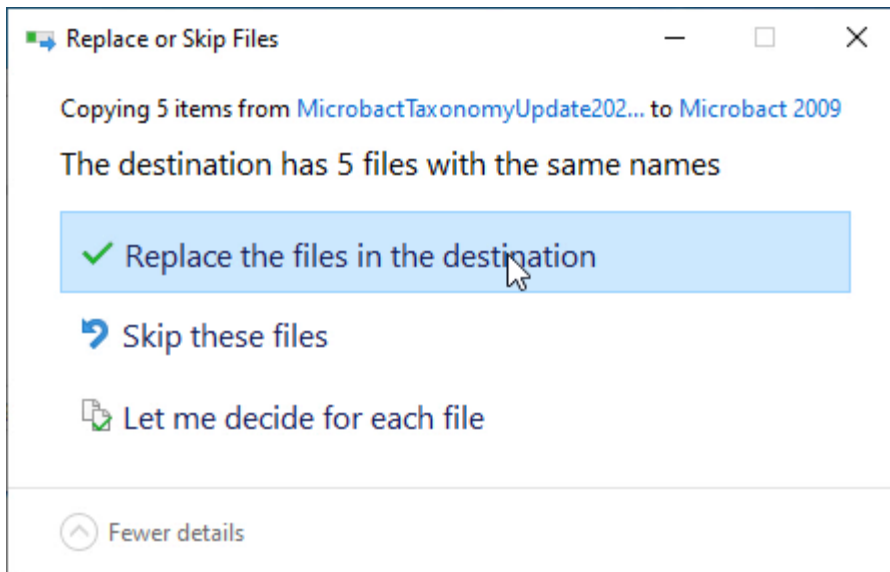 Replace or Skip Files
Copying 5 items from MicrobactTaxonomyUpdate202... to Microbact 2009
The destination has 5 files with the same names
Replace the files in the destination
Skip these files
Let me decide for each file
Fewer details